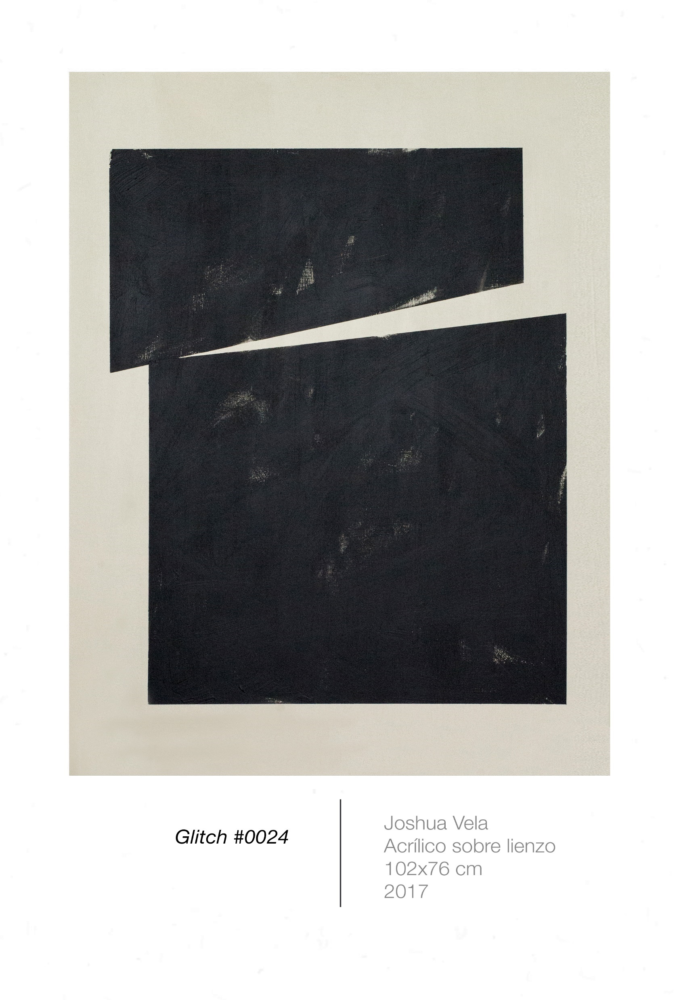 Glitch #0024
Joshua Vela
Acrílico sobre lienzo
102x76 cm
2017